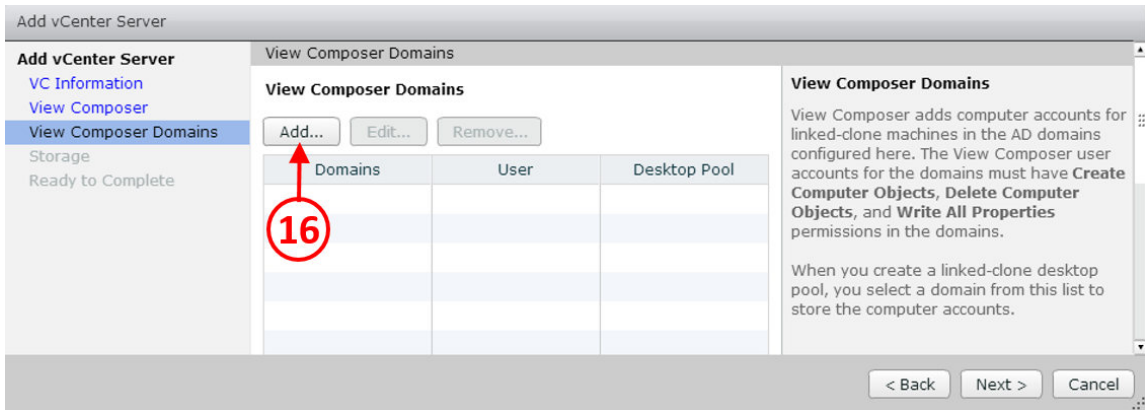 Add vCenter Server
Add vCenter Server
VC Information
View Composer
View Composer Domains
Storage
Ready to Complete
View Composer Domains
View Composer Domains
Add...
Edit...
Remove...
Domains
User
Desktop Pool
16
View Composer Domains
View Composer adds computer accounts for
linked-clone machines in the AD domains
configured here. The View Composer user
accounts for the domains must have Create
Computer Objects, Delete Computer
Objects, and Write All Properties
permissions in the domains.
When you create a linked-clone desktop
pool, you select a domain from this list to
store the computer accounts.
< Back
Next >
Cancel